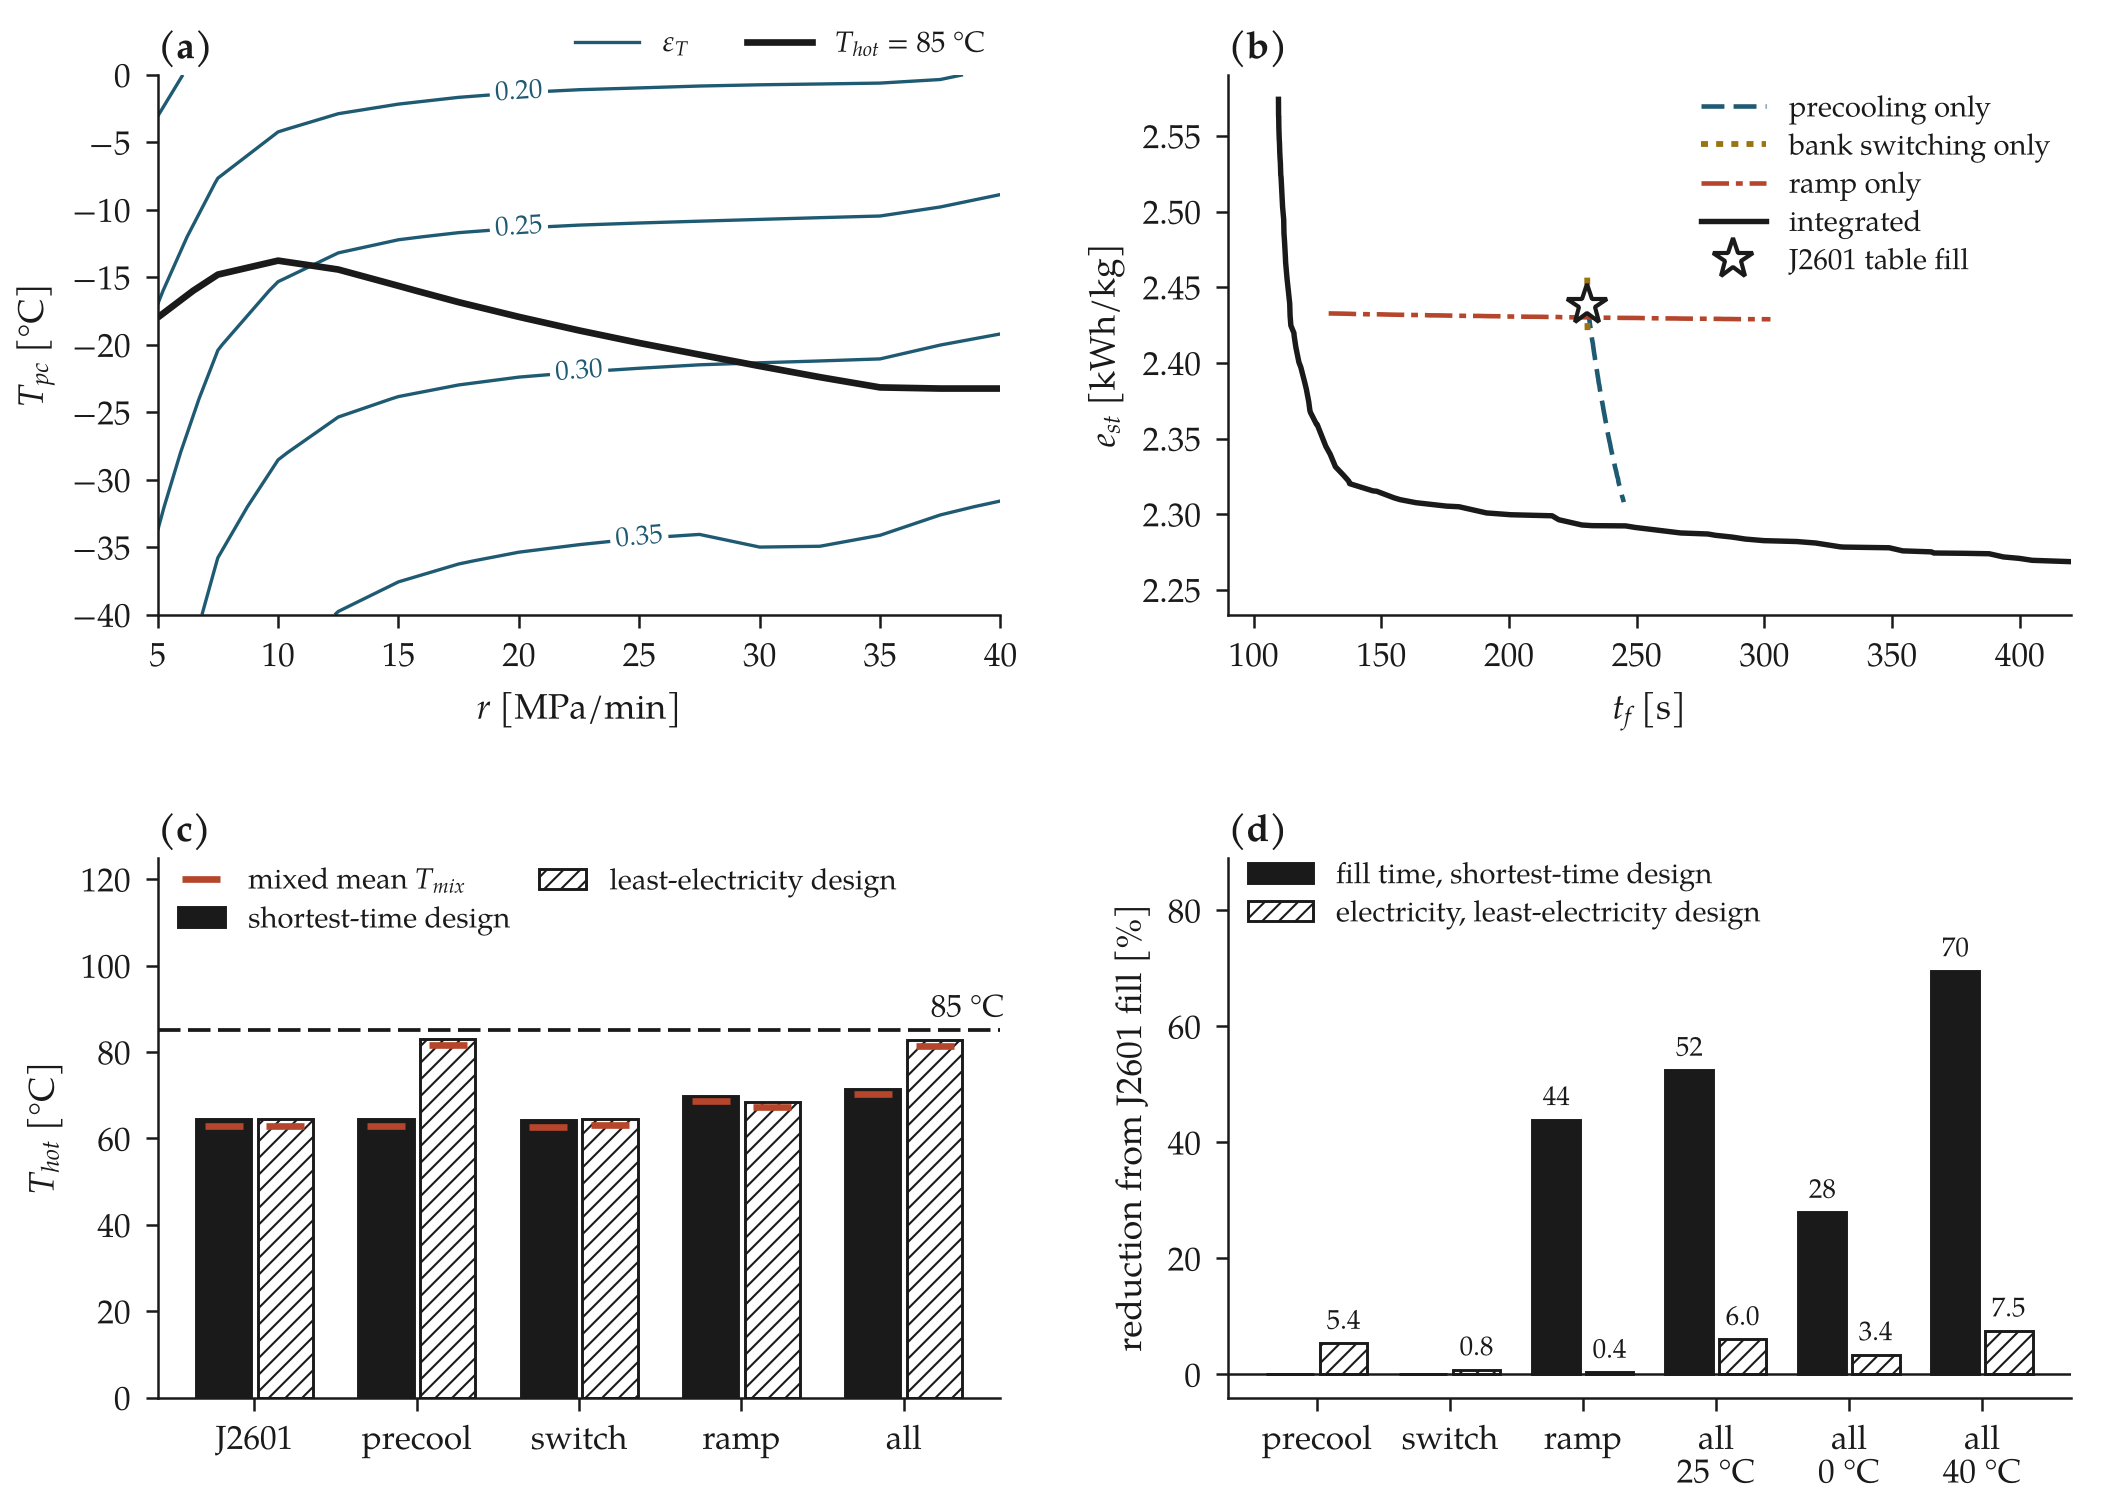 (a)
ε_T
T_hot = 85 °C
0
−5
−10
−15
−20
−25
−30
−35
−40
T_pc [°C]
0.20
0.25
0.30
0.35
5 10 15 20 25 30 35 40
r [MPa/min]
(b)
precooling only
bank switching only
ramp only
integrated
J2601 table fill
2.55
2.50
2.45
2.40
2.35
2.30
2.25
e_st [kWh/kg]
100 150 200 250 300 350 400
t_f [s]
(c)
mixed mean T_mix
shortest-time design
least-electricity design
120
100
80
60
40
20
0
T_hot [°C]
85 °C
J2601 precool switch ramp all
(d)
fill time, shortest-time design
electricity, least-electricity design
80
60
40
20
0
reduction from J2601 fill [%]
5.4
0.8
44
0.4
52
6.0
28
3.4
70
7.5
precool switch ramp all all all
25 °C 0 °C 40 °C